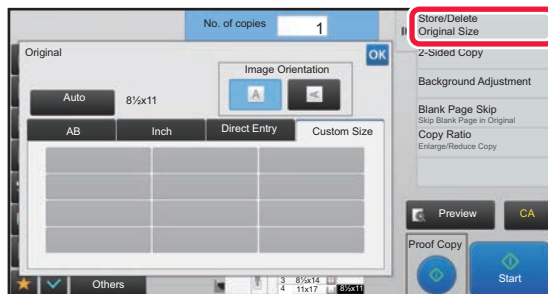 No. of copies 1
Original
OK
Image Orientation
A A
Auto 8½x11
AB Inch Direct Entry Custom Size
Others
3 8½x14
4 11x17 8½x11
Store/Delete
Original Size
2-Sided Copy
Background Adjustment
Blank Page Skip
Skip Blank Page in Original
Copy Ratio
Enlarge/Reduce Copy
Preview CA
Proof Copy
Start